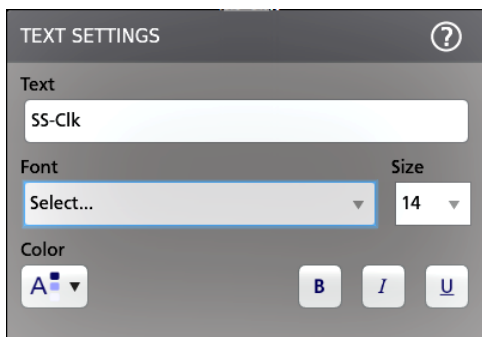 TEXT SETTINGS ?
Text
SS-Clk
Font Size
Select... 14
Color
A B I U